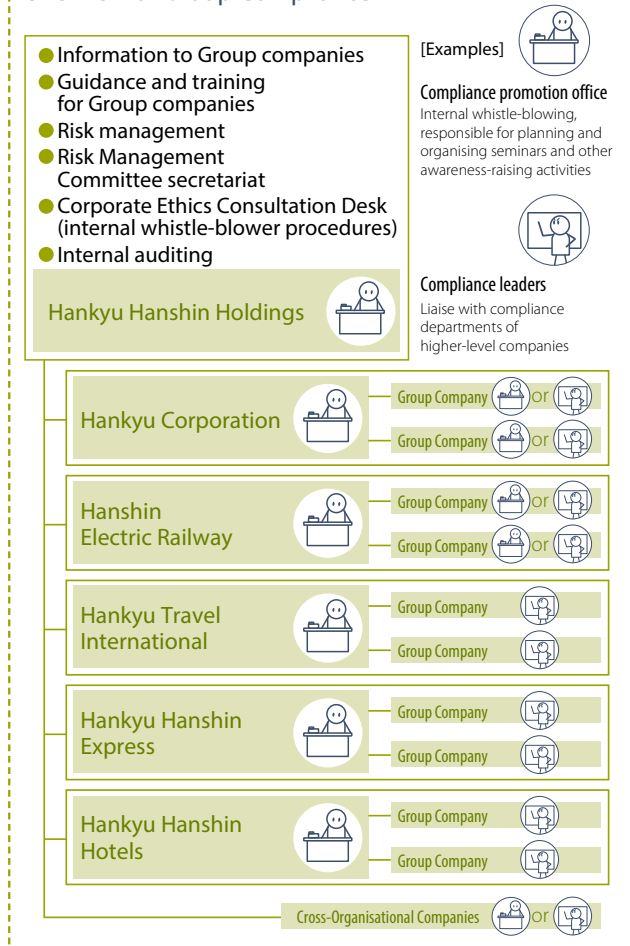 ● Information to Group companies
● Guidance and training
for Group companies
● Risk management
● Risk Management
Committee secretariat
● Corporate Ethics Consultation Desk
(internal whistle-blower procedures)
● Internal auditing
Hankyu Hanshin Holdings
[Examples]
Compliance promotion office
Internal whistle-blowing,
responsible for planning and
organising seminars and other
awareness-raising activities
Compliance leaders
Liaise with compliance
departments of
higher-level companies
Hankyu Corporation
Group Company or
Group Company or
Hanshin
Electric Railway
Group Company or
Group Company or
Hankyu Travel
International
Group Company
Group Company
Hankyu Hanshin
Express
Group Company
Group Company
Hankyu Hanshin
Hotels
Group Company
Group Company
Cross-Organisational Companies or